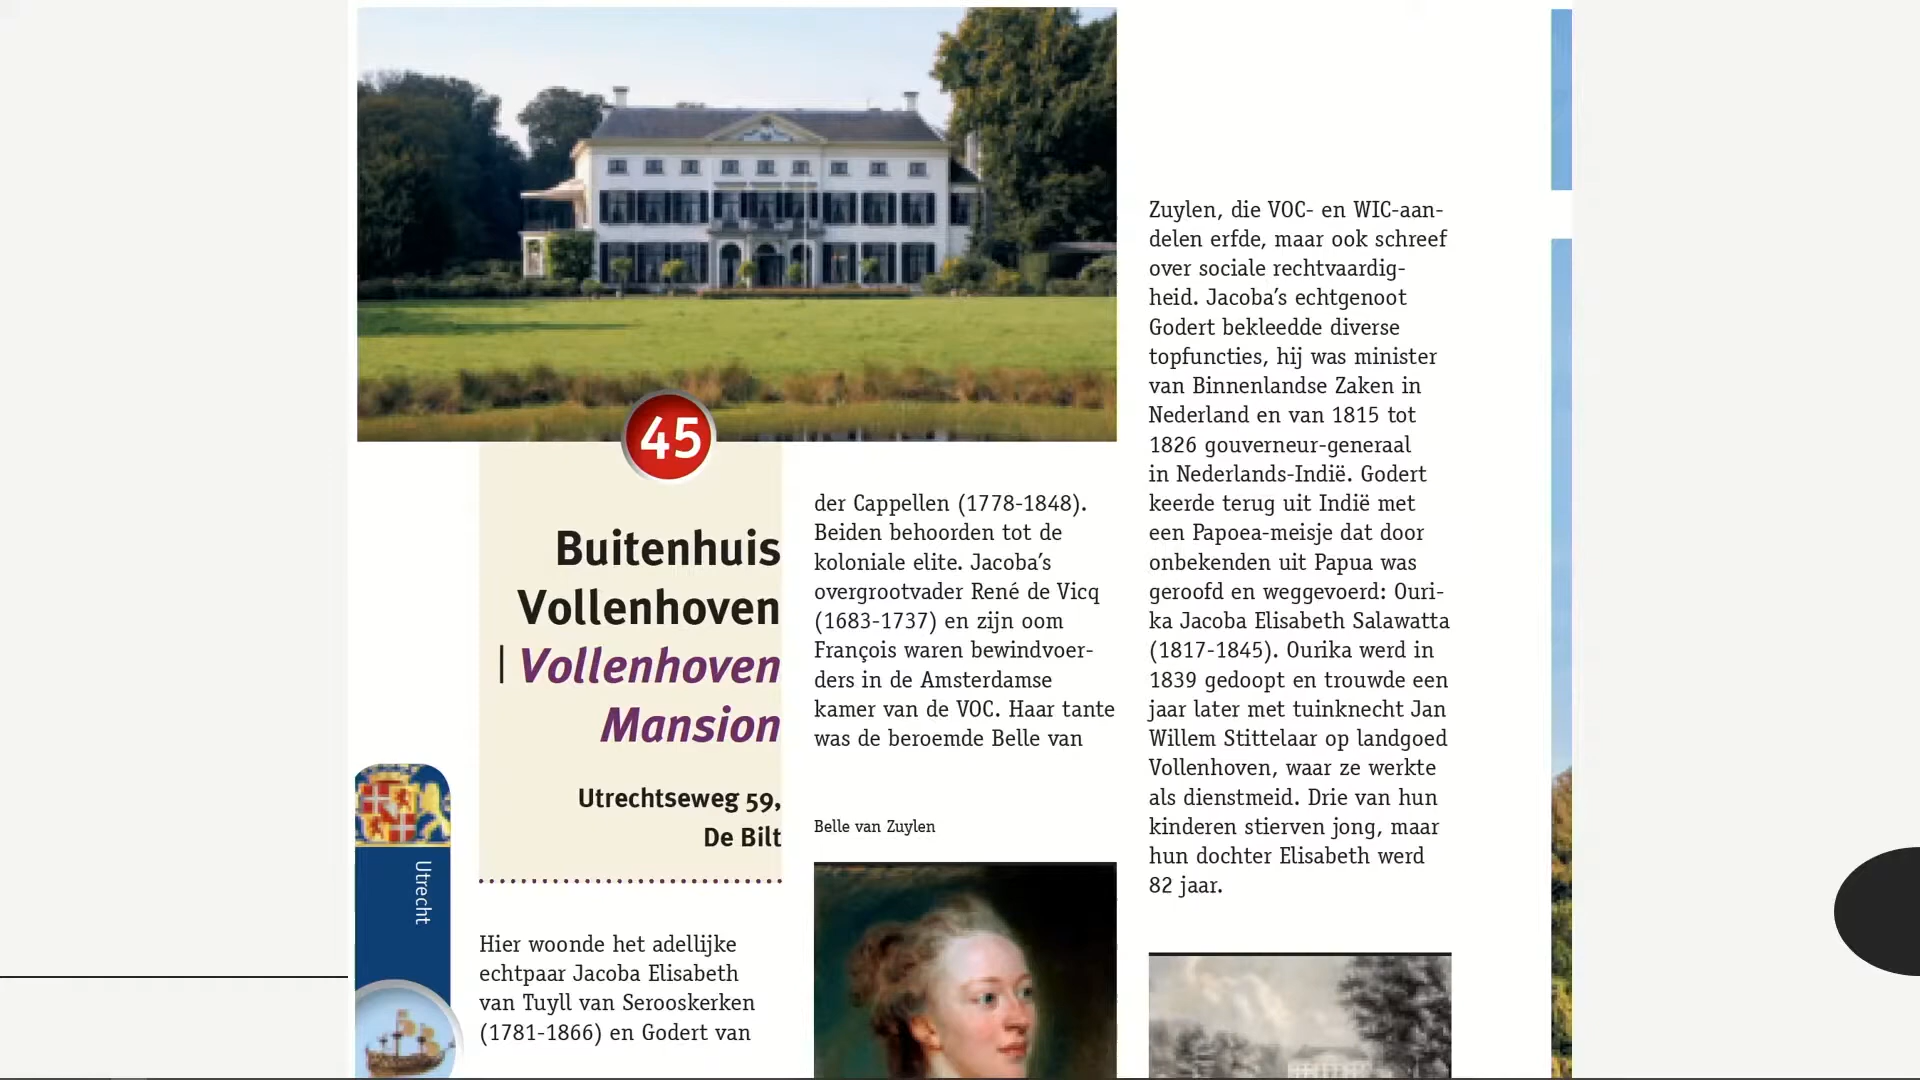 45
Buitenhuis
Vollenhoven
| Vollenhoven
Mansion
Utrechtseweg 59,
De Bilt
Utrecht
Hier woonde het adellijke
echtpaar Jacoba Elisabeth
van Tuyll van Serooskerken
(1781-1866) en Godert van
der Cappellen (1778-1848).
Beiden behoorden tot de
koloniale elite. Jacoba’s
overgrootvader René de Vicq
(1683-1737) en zijn oom
François waren bewindvoer-
ders in de Amsterdamse
kamer van de VOC. Haar tante
was de beroemde Belle van
Belle van Zuylen
Zuylen, die VOC- en WIC-aan-
delen erfde, maar ook schreef
over sociale rechtvaardig-
heid. Jacoba’s echtgenoot
Godert bekleedde diverse
topfuncties, hij was minister
van Binnenlandse Zaken in
Nederland en van 1815 tot
1826 gouverneur-generaal
in Nederlands-Indië. Godert
keerde terug uit Indië met
een Papoea-meisje dat door
onbekenden uit Papua was
geroofd en weggevoerd: Ouri-
ka Jacoba Elisabeth Salawatta
(1817-1845). Ourika werd in
1839 gedoopt en trouwde een
jaar later met tuinknecht Jan
Willem Stittelaar op landgoed
Vollenhoven, waar ze werkte
als dienstmeid. Drie van hun
kinderen stierven jong, maar
hun dochter Elisabeth werd
82 jaar.